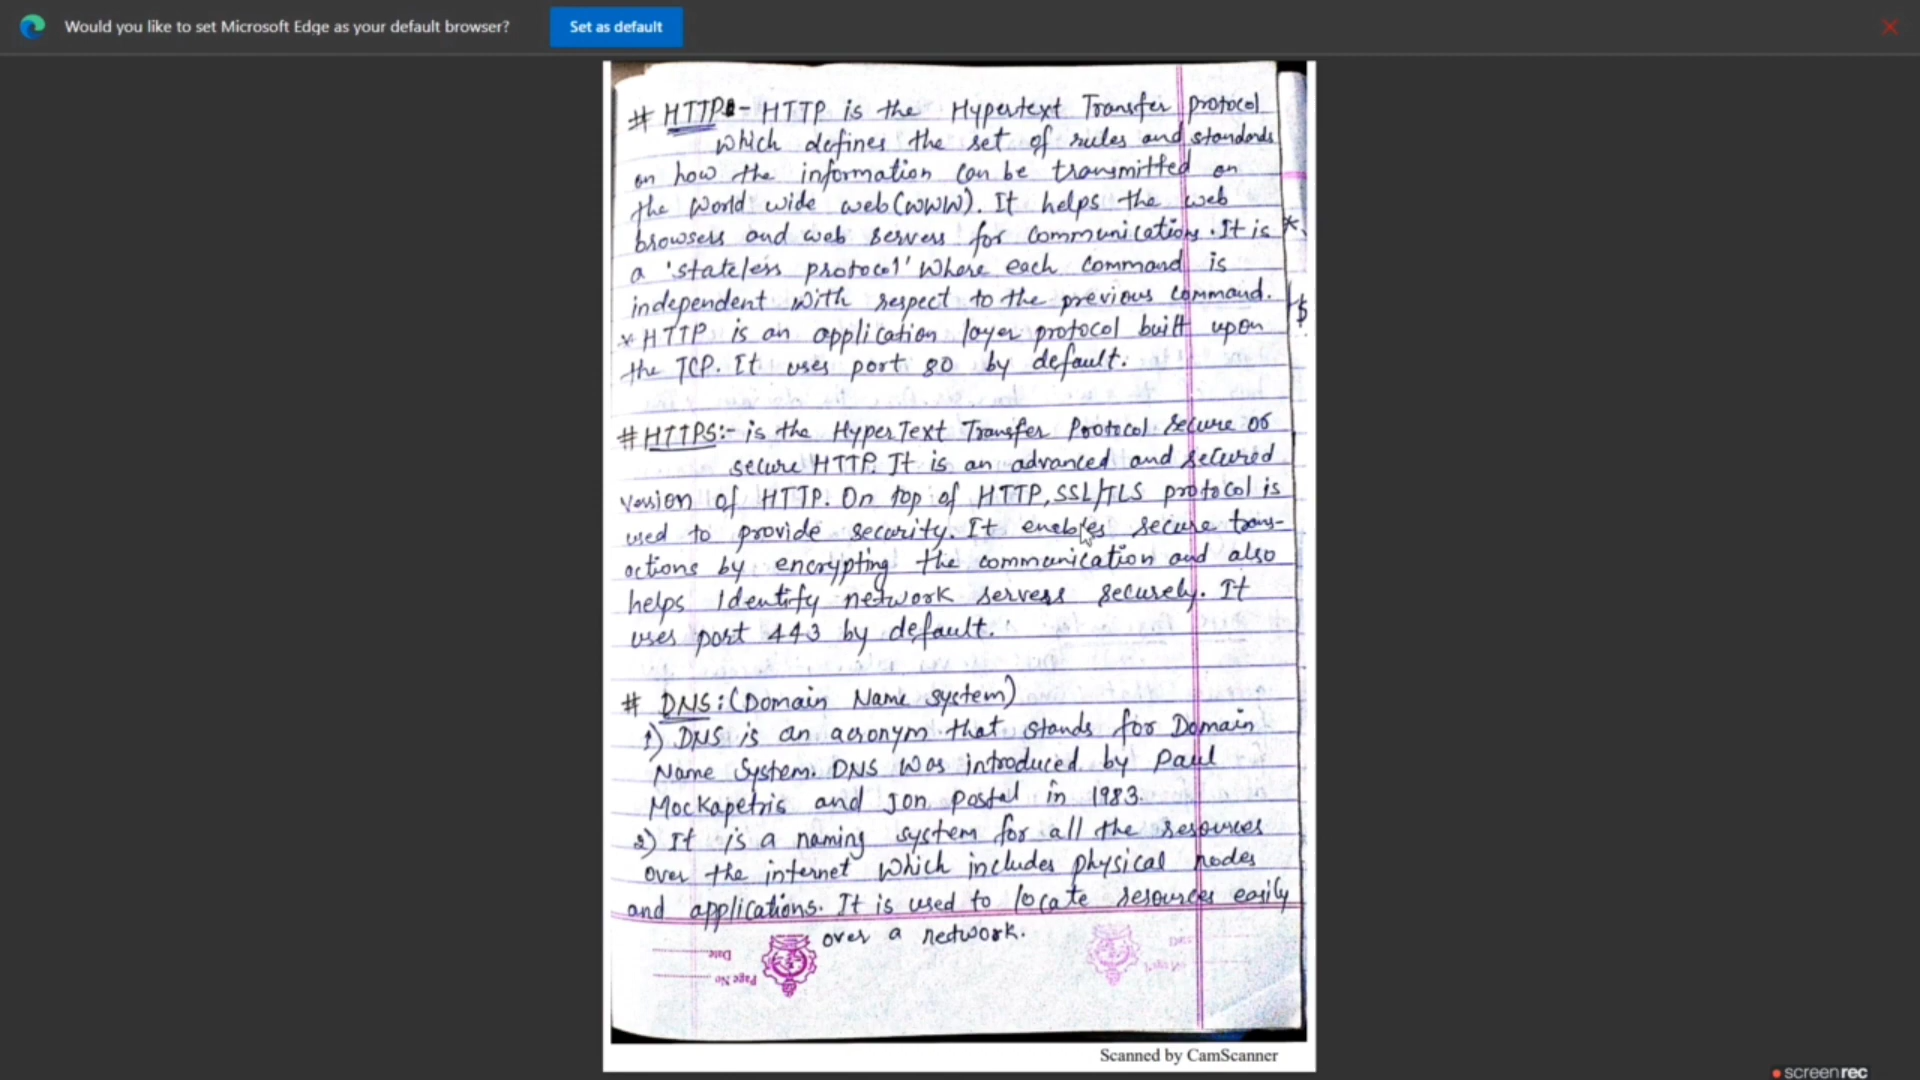 Would you like to set Microsoft Edge as your default browser?
Set as default
# HTTP:- HTTP is the Hypertext Transfer protocol
which defines the set of rules and standards
on how the information can be transmitted on
the World wide web (WWW). It helps the web
browsers and web servers for communications. It is
a 'stateless protocol' Where each command is
independent with respect to the previous command.
* HTTP is an application layer protocol built upon
the TCP. It uses port 80 by default.
# HTTPS:- is the HyperText Transfer Protocol secure or
secure HTTP. It is an advanced and secured
version of HTTP. On top of HTTP, SSL/TLS protocol is
used to provide security. It enables secure trans-
actions by encrypting the communication and also
helps Identify network servers securely. It
uses port 443 by default.
# DNS: (Domain Name System)
1) DNS is an acronym that stands for Domain
Name System. DNS was introduced by Paul
Mockapetris and Jon Postal in 1983.
2) It is a naming system for all the resources
over the internet which includes physical nodes
and applications. It is used to locate resources easily
over a network.
Date
Page No
Scanned by CamScanner
screenrec